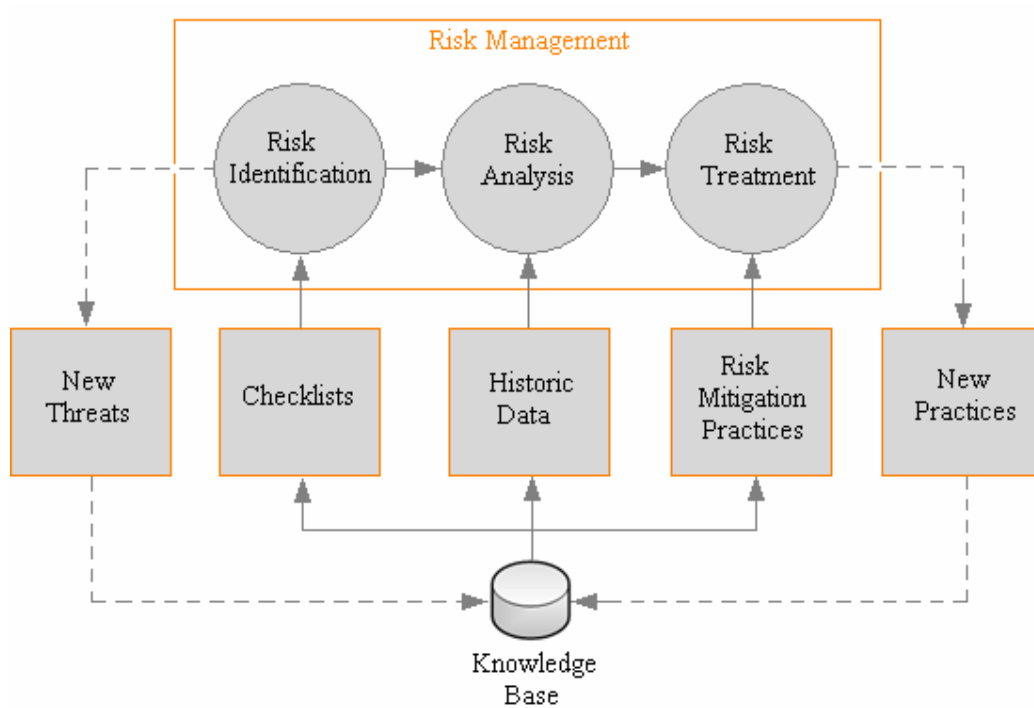 Risk Management
Risk
Identification
Risk
Analysis
Risk
Treatment
New
Threats
Checklists
Historic
Data
Risk
Mitigation
Practices
New
Practices
Knowledge
Base